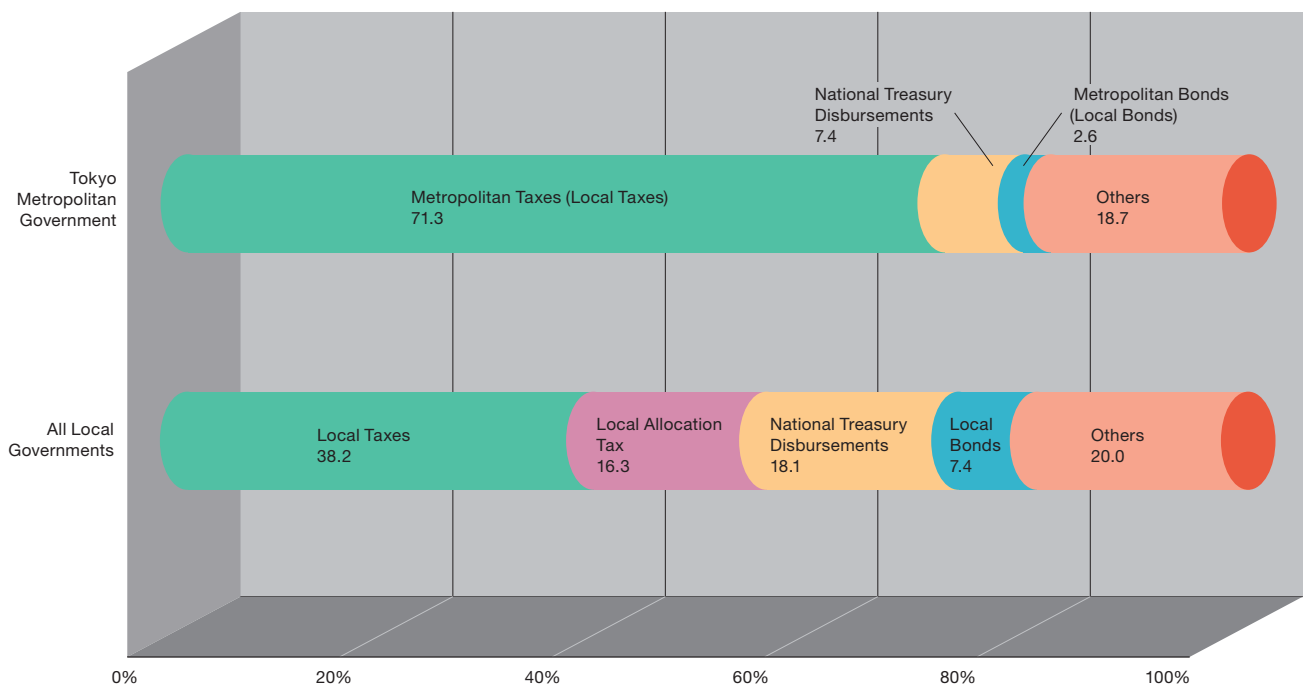 National Treasury
Disbursements
7.4
Metropolitan Bonds
(Local Bonds)
2.6
Tokyo
Metropolitan
Government
Metropolitan Taxes (Local Taxes)
71.3
Others
18.7
All Local
Governments
Local Taxes
38.2
Local Allocation
Tax
16.3
National Treasury
Disbursements
18.1
Local
Bonds
7.4
Others
20.0
0%
20%
40%
60%
80%
100%